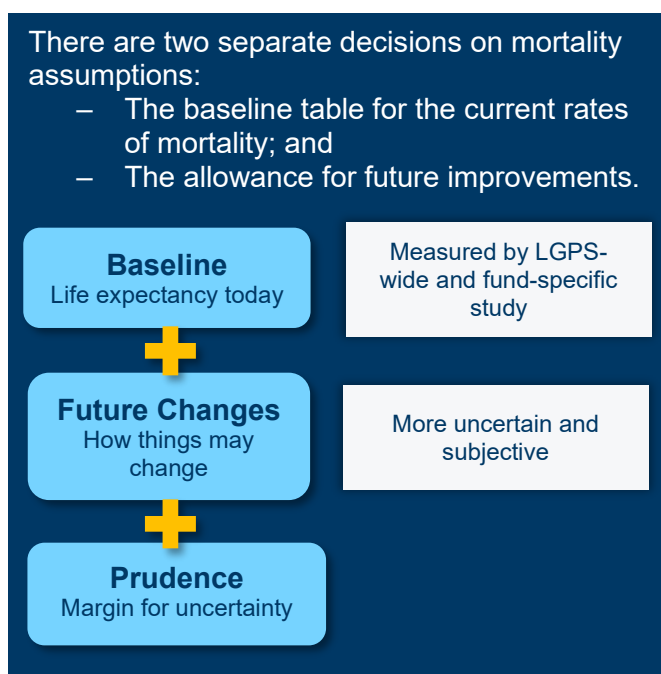 There are two separate decisions on mortality
assumptions:
– The baseline table for the current rates
of mortality; and
– The allowance for future improvements.
Baseline
Life expectancy today
Measured by LGPS-
wide and fund-specific
study
Future Changes
How things may
change
More uncertain and
subjective
Prudence
Margin for uncertainty